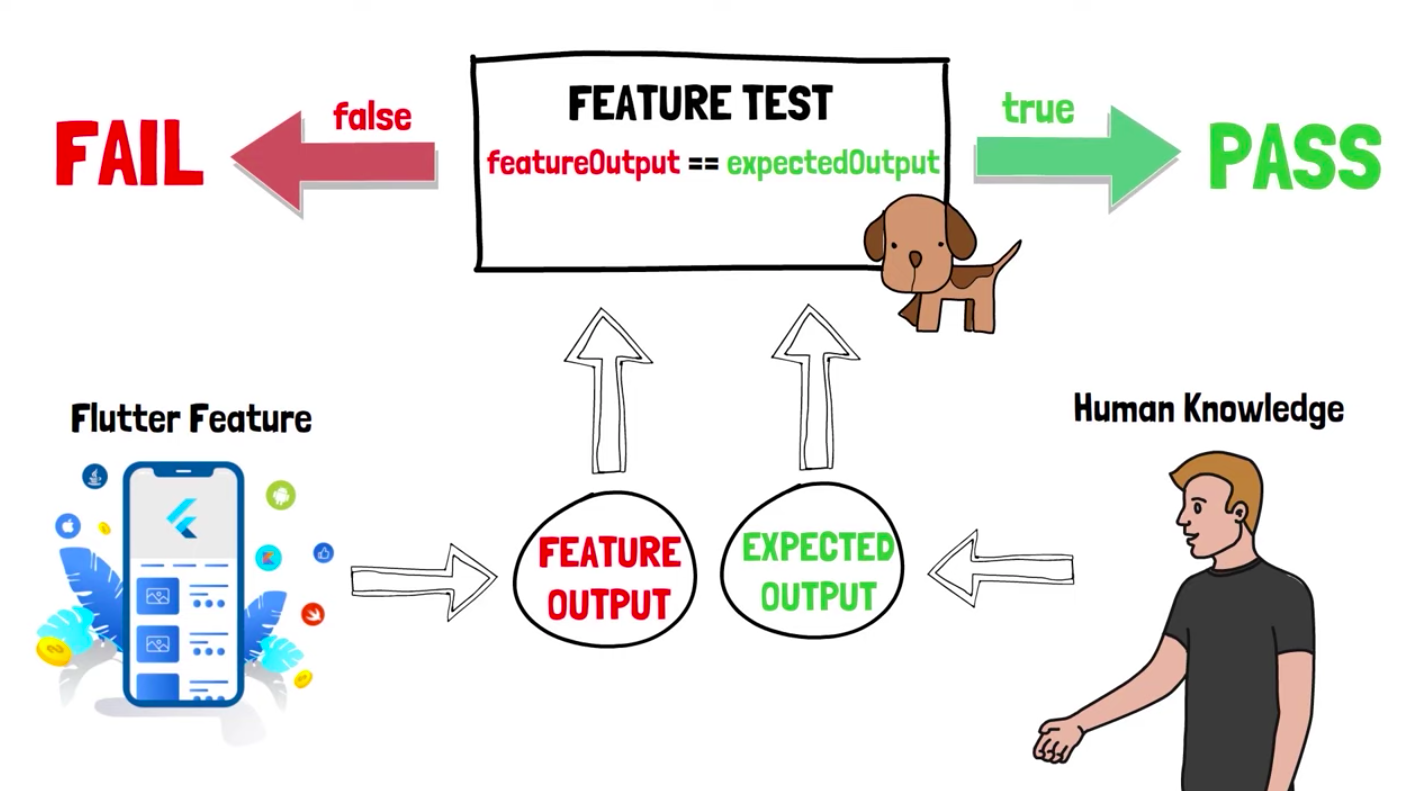 FEATURE TEST
false
true
FAIL
featureOutput == expectedOutput
PASS
Flutter Feature
Human Knowledge
FEATURE
OUTPUT
EXPECTED
OUTPUT